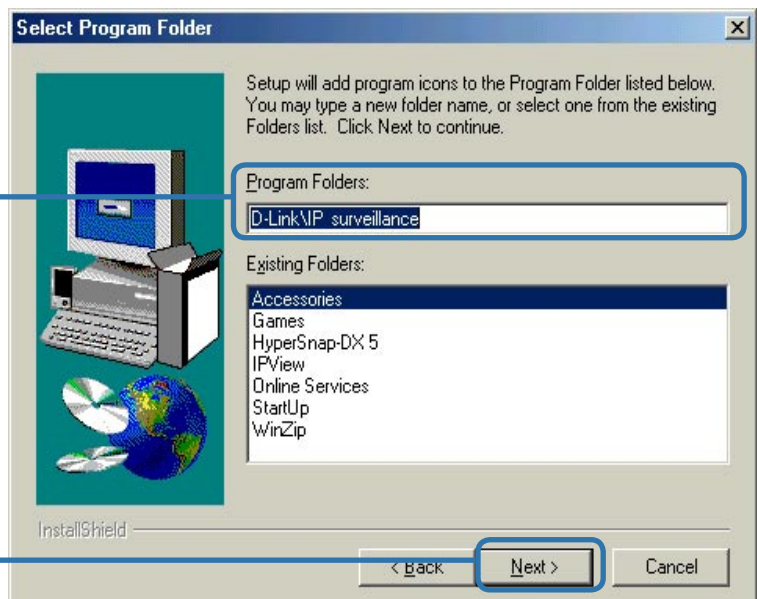 Select Program Folder
Setup will add program icons to the Program Folder listed below.
You may type a new folder name, or select one from the existing
Folders list. Click Next to continue.
Program Folders:
D-Link\IP surveillance
Existing Folders:
Accessories
Games
HyperSnap-DX 5
IPView
Online Services
StartUp
WinZip
InstallShield
< Back
Next >
Cancel